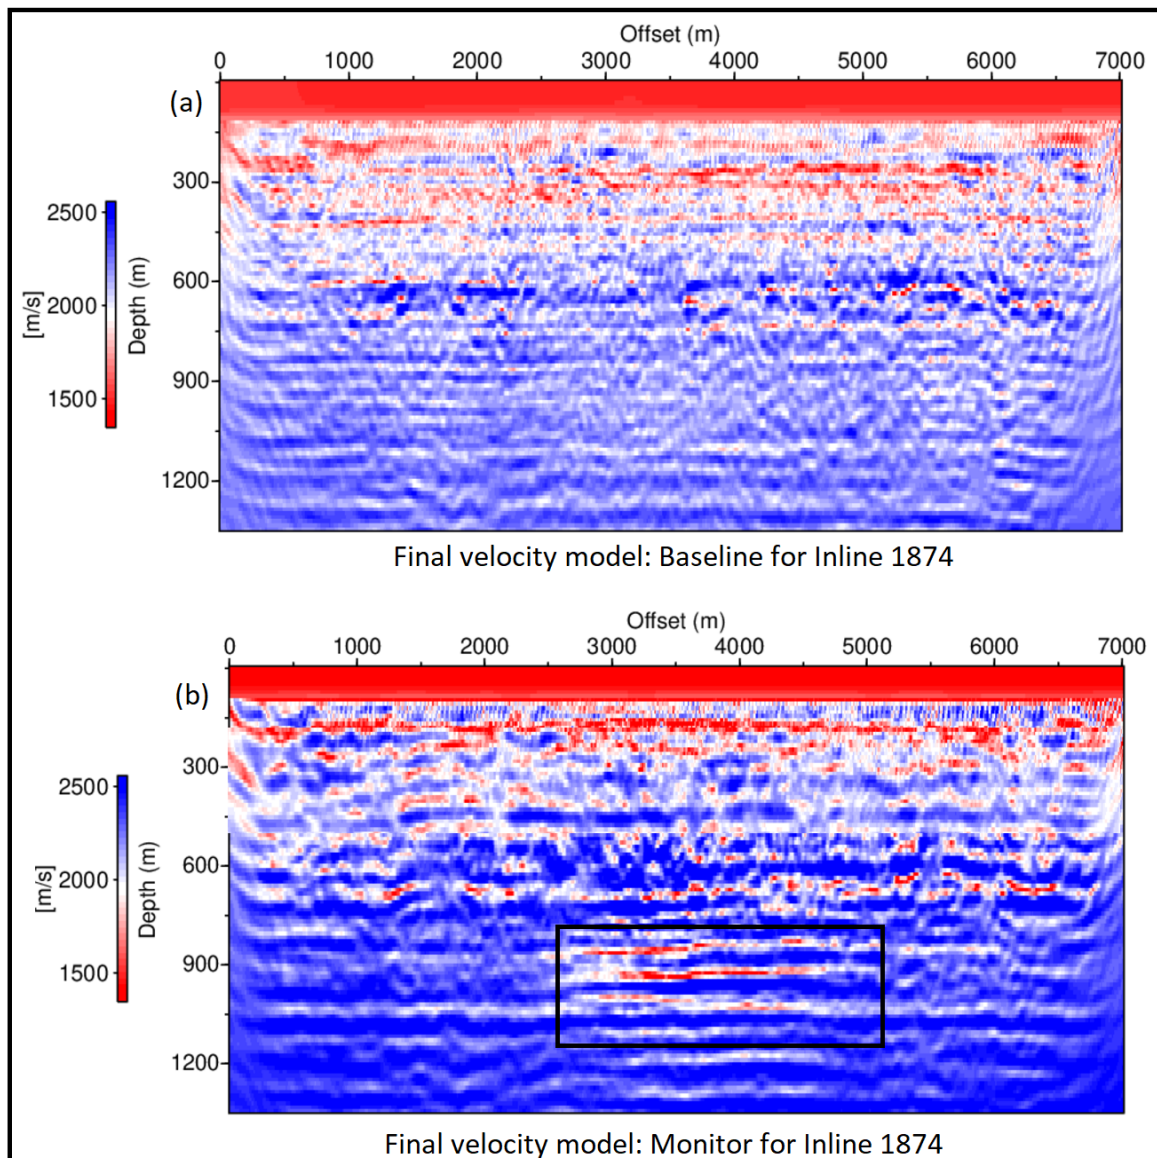 Offset (m)
0 1000 2000 3000 4000 5000 6000 7000
(a)
300
600
900
1200
Depth (m)
2500
2000
1500
[m/s]
Final velocity model: Baseline for Inline 1874
Offset (m)
0 1000 2000 3000 4000 5000 6000 7000
(b)
300
600
900
1200
Depth (m)
2500
2000
1500
[m/s]
Final velocity model: Monitor for Inline 1874